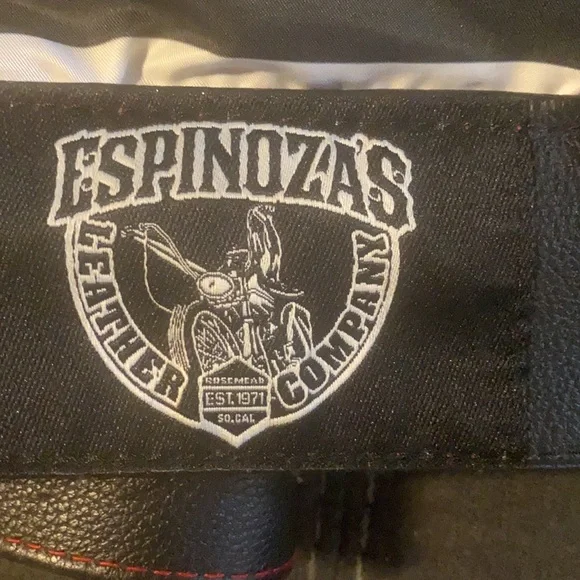 ESPINOZA'S
LEATHER
COMPANY
ROSEMEAD
EST. 1971
SO. CAL